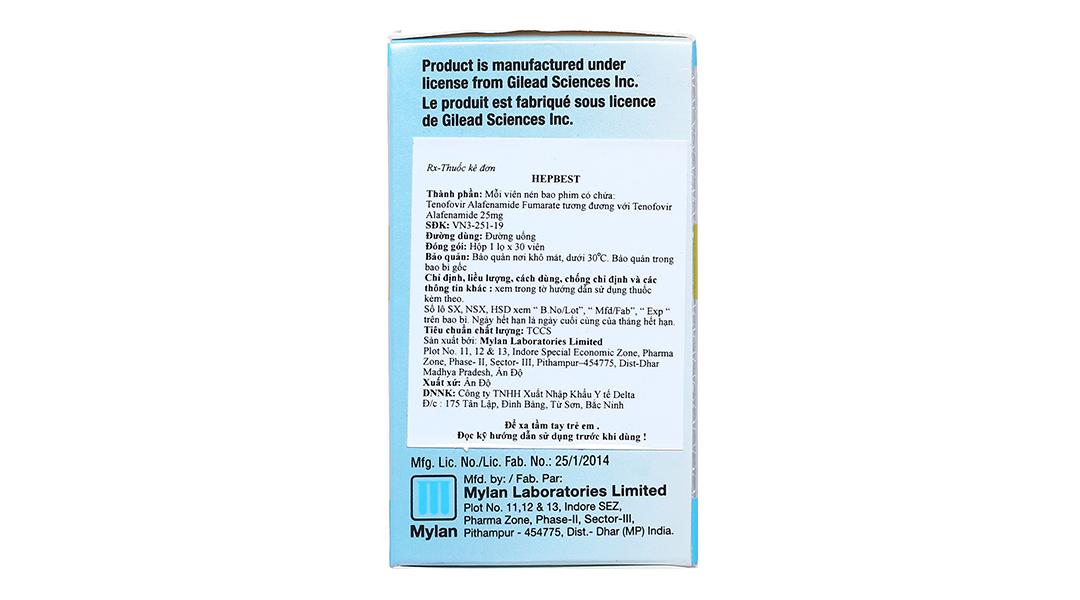 Product is manufactured under
license from Gilead Sciences Inc.
Le produit est fabriqué sous licence
de Gilead Sciences Inc.
Rx-Thuốc kê đơn
HEPBEST
Thành phần: Mỗi viên nén bao phim có chứa:
Tenofovir Alafenamide Fumarate tương đương với Tenofovir
Alafenamide 25mg
SĐK: VN3-251-19
Đường dùng: Đường uống
Đóng gói: Hộp 1 lọ x 30 viên
Bảo quản: Bảo quản nơi khô mát, dưới 30⁰C. Bảo quản trong
bao bì gốc
Chỉ định, liều lượng, cách dùng, chống chỉ định và các
thông tin khác : xem trong tờ hướng dẫn sử dụng thuốc
kèm theo.
Số lô SX, NSX, HSD xem “ B.No/Lot”, “ Mfd/Fab”, “ Exp “
trên bao bì. Ngày hết hạn là ngày cuối cùng của tháng hết hạn.
Tiêu chuẩn chất lượng: TCCS
Sản xuất bởi: Mylan Laboratories Limited
Plot No. 11, 12 & 13, Indore Special Economic Zone, Pharma
Zone, Phase- II, Sector- III, Pithampur–454775, Dist-Dhar
Madhya Pradesh, Ấn Độ
Xuất xứ: Ấn Độ
DNNK: Công ty TNHH Xuất Nhập Khẩu Y tế Delta
Đ/c : 175 Tân Lập, Đình Bảng, Từ Sơn, Bắc Ninh
Để xa tầm tay trẻ em .
Đọc kỹ hướng dẫn sử dụng trước khi dùng !
Mfg. Lic. No./Lic. Fab. No.: 25/1/2014
Mfd. by: / Fab. Par:
Mylan Laboratories Limited
Plot No. 11,12 & 13, Indore SEZ,
Pharma Zone, Phase-II, Sector-III,
Pithampur - 454775, Dist.- Dhar (MP) India.
Mylan